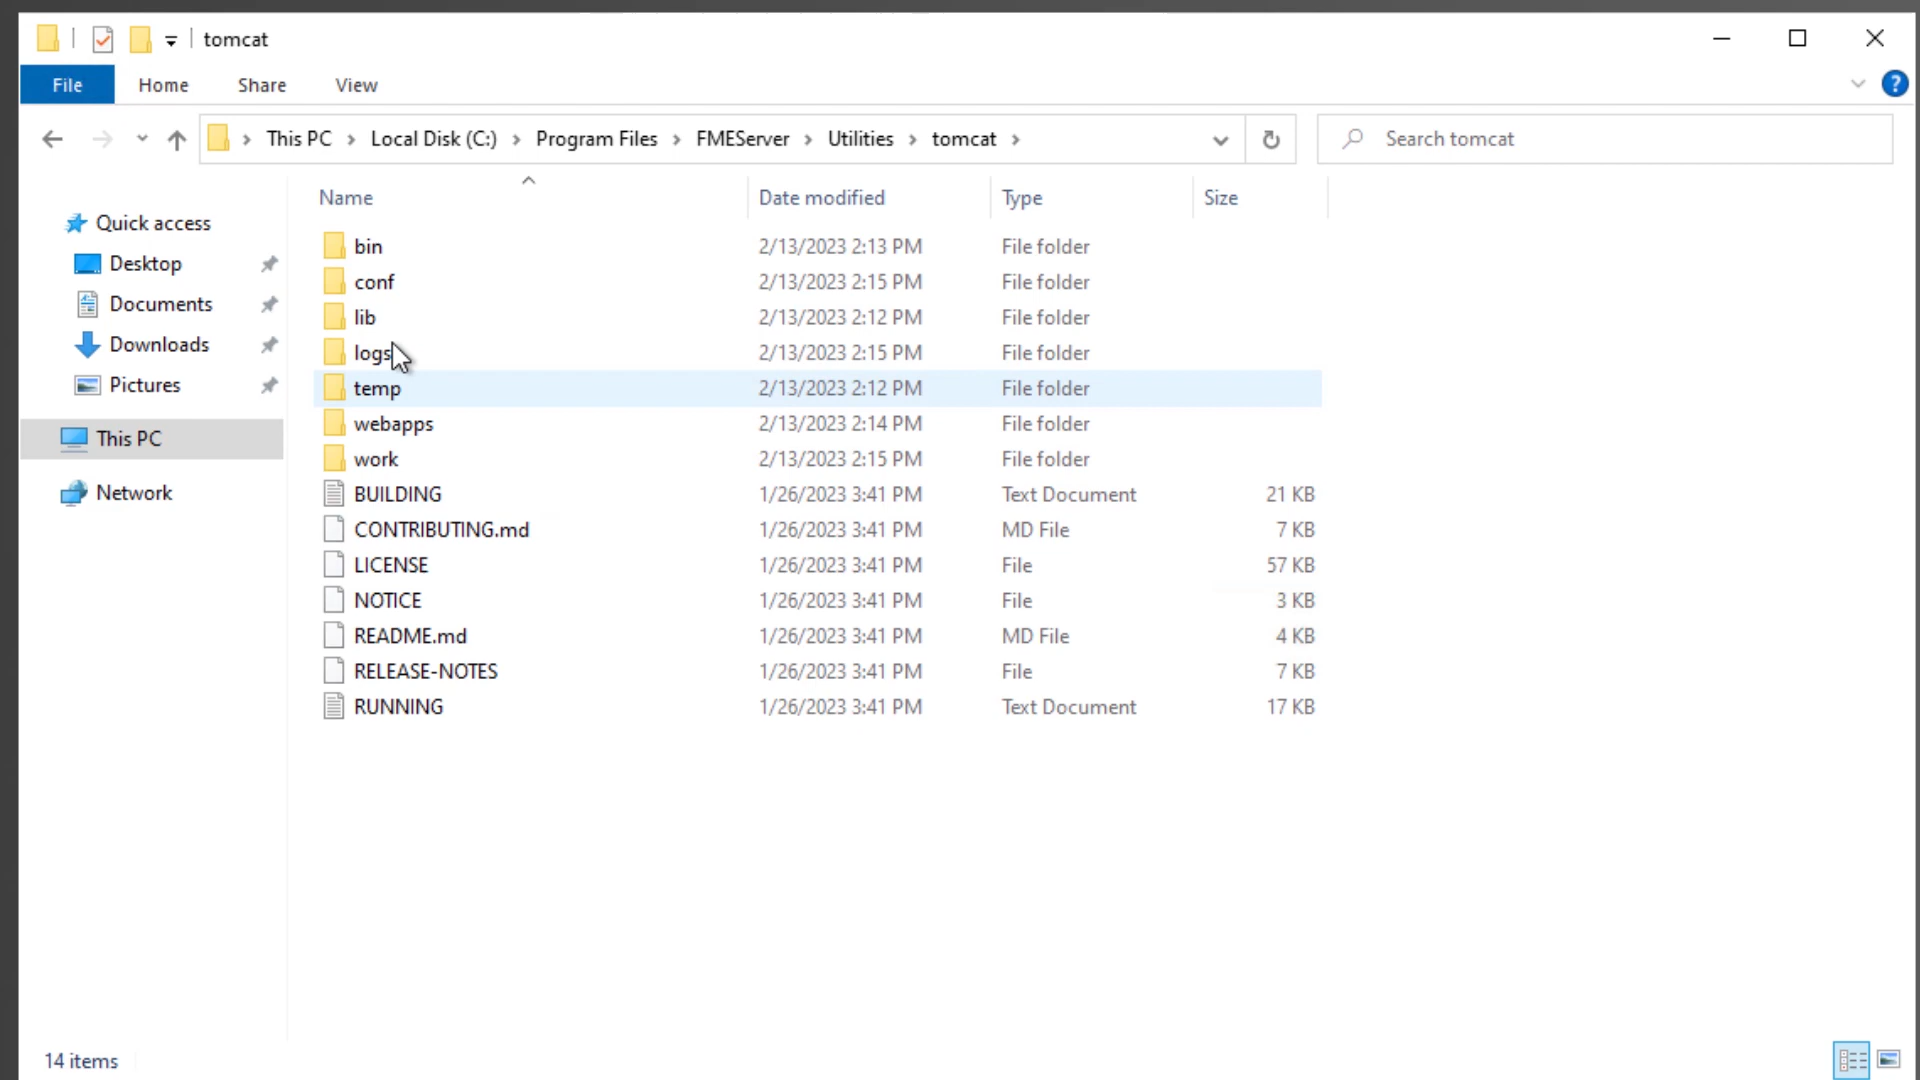 tomcat
File Home Share View ?
This PC Local Disk (C:) Program Files FMEServer Utilities tomcat Search tomcat
Name Date modified Type Size
Quick access
Desktop
Documents
Downloads
Pictures
This PC
Network
bin 2/13/2023 2:13 PM File folder
conf 2/13/2023 2:15 PM File folder
lib 2/13/2023 2:12 PM File folder
logs 2/13/2023 2:15 PM File folder
temp 2/13/2023 2:12 PM File folder
webapps 2/13/2023 2:14 PM File folder
work 2/13/2023 2:15 PM File folder
BUILDING 1/26/2023 3:41 PM Text Document 21 KB
CONTRIBUTING.md 1/26/2023 3:41 PM MD File 7 KB
LICENSE 1/26/2023 3:41 PM File 57 KB
NOTICE 1/26/2023 3:41 PM File 3 KB
README.md 1/26/2023 3:41 PM MD File 4 KB
RELEASE-NOTES 1/26/2023 3:41 PM File 7 KB
RUNNING 1/26/2023 3:41 PM Text Document 17 KB
14 items